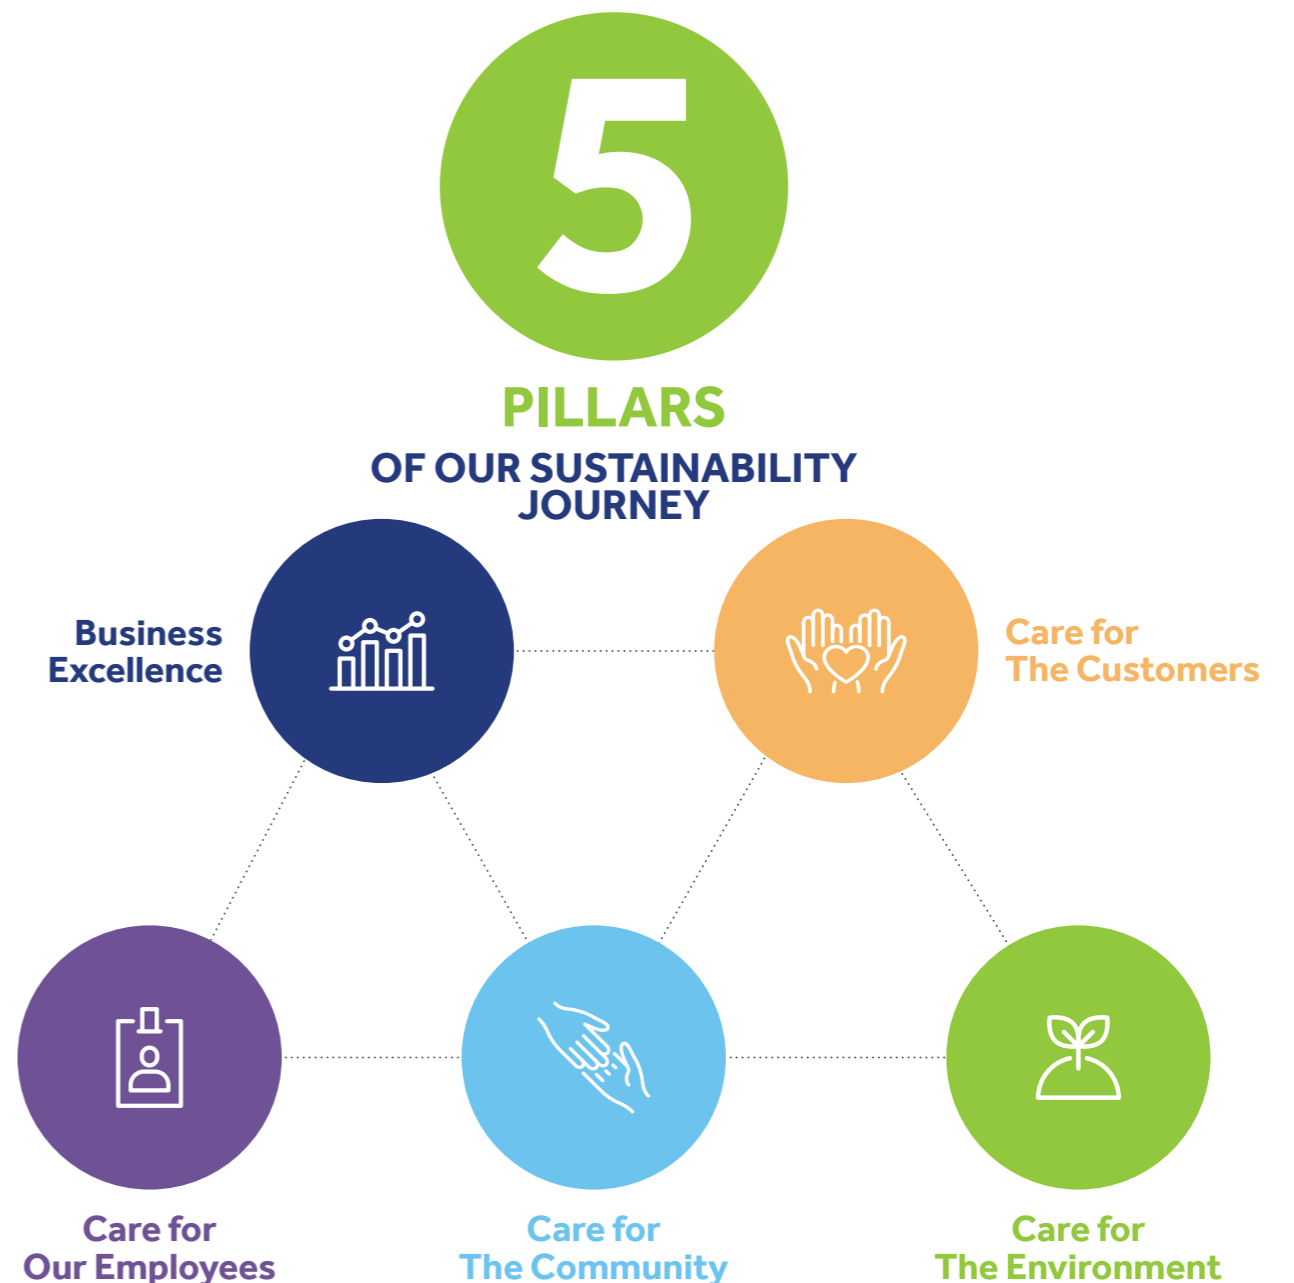 5
PILLARS
OF OUR SUSTAINABILITY
JOURNEY
Business
Excellence
Care for
The Customers
Care for
Our Employees
Care for
The Community
Care for
The Environment